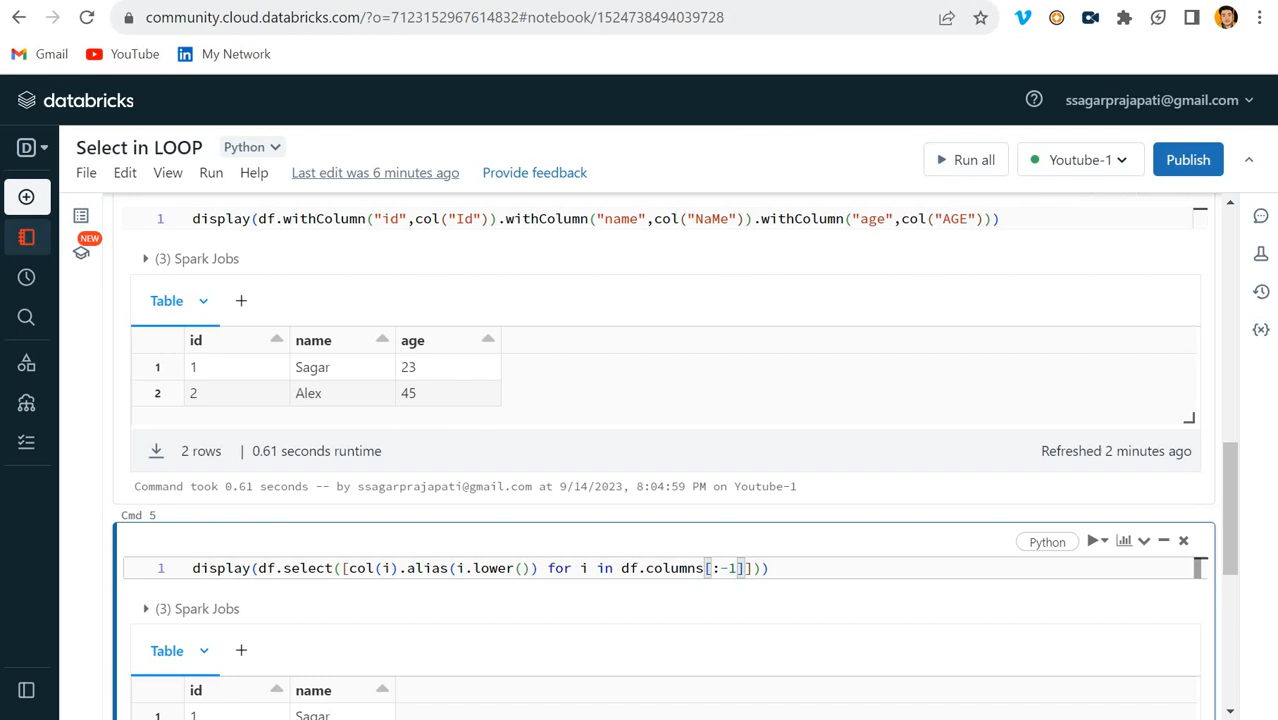 community.cloud.databricks.com/?o=7123152967614832#notebook/1524738494039728
Gmail YouTube My Network
databricks
ssagarprajapati@gmail.com
D
Select in LOOP Python
File Edit View Run Help Last edit was 6 minutes ago Provide feedback
Run all Youtube-1 Publish
NEW
1 display(df.withColumn("id",col("Id")).withColumn("name",col("NaMe")).withColumn("age",col("AGE")))
(3) Spark Jobs
Table +
id name age
1 1 Sagar 23
2 2 Alex 45
2 rows | 0.61 seconds runtime Refreshed 2 minutes ago
Command took 0.61 seconds -- by ssagarprajapati@gmail.com at 9/14/2023, 8:04:59 PM on Youtube-1
Cmd 5
Python
1 display(df.select([col(i).alias(i.lower()) for i in df.columns[:-1]]))
(3) Spark Jobs
Table +
id name
1 1 Sagar